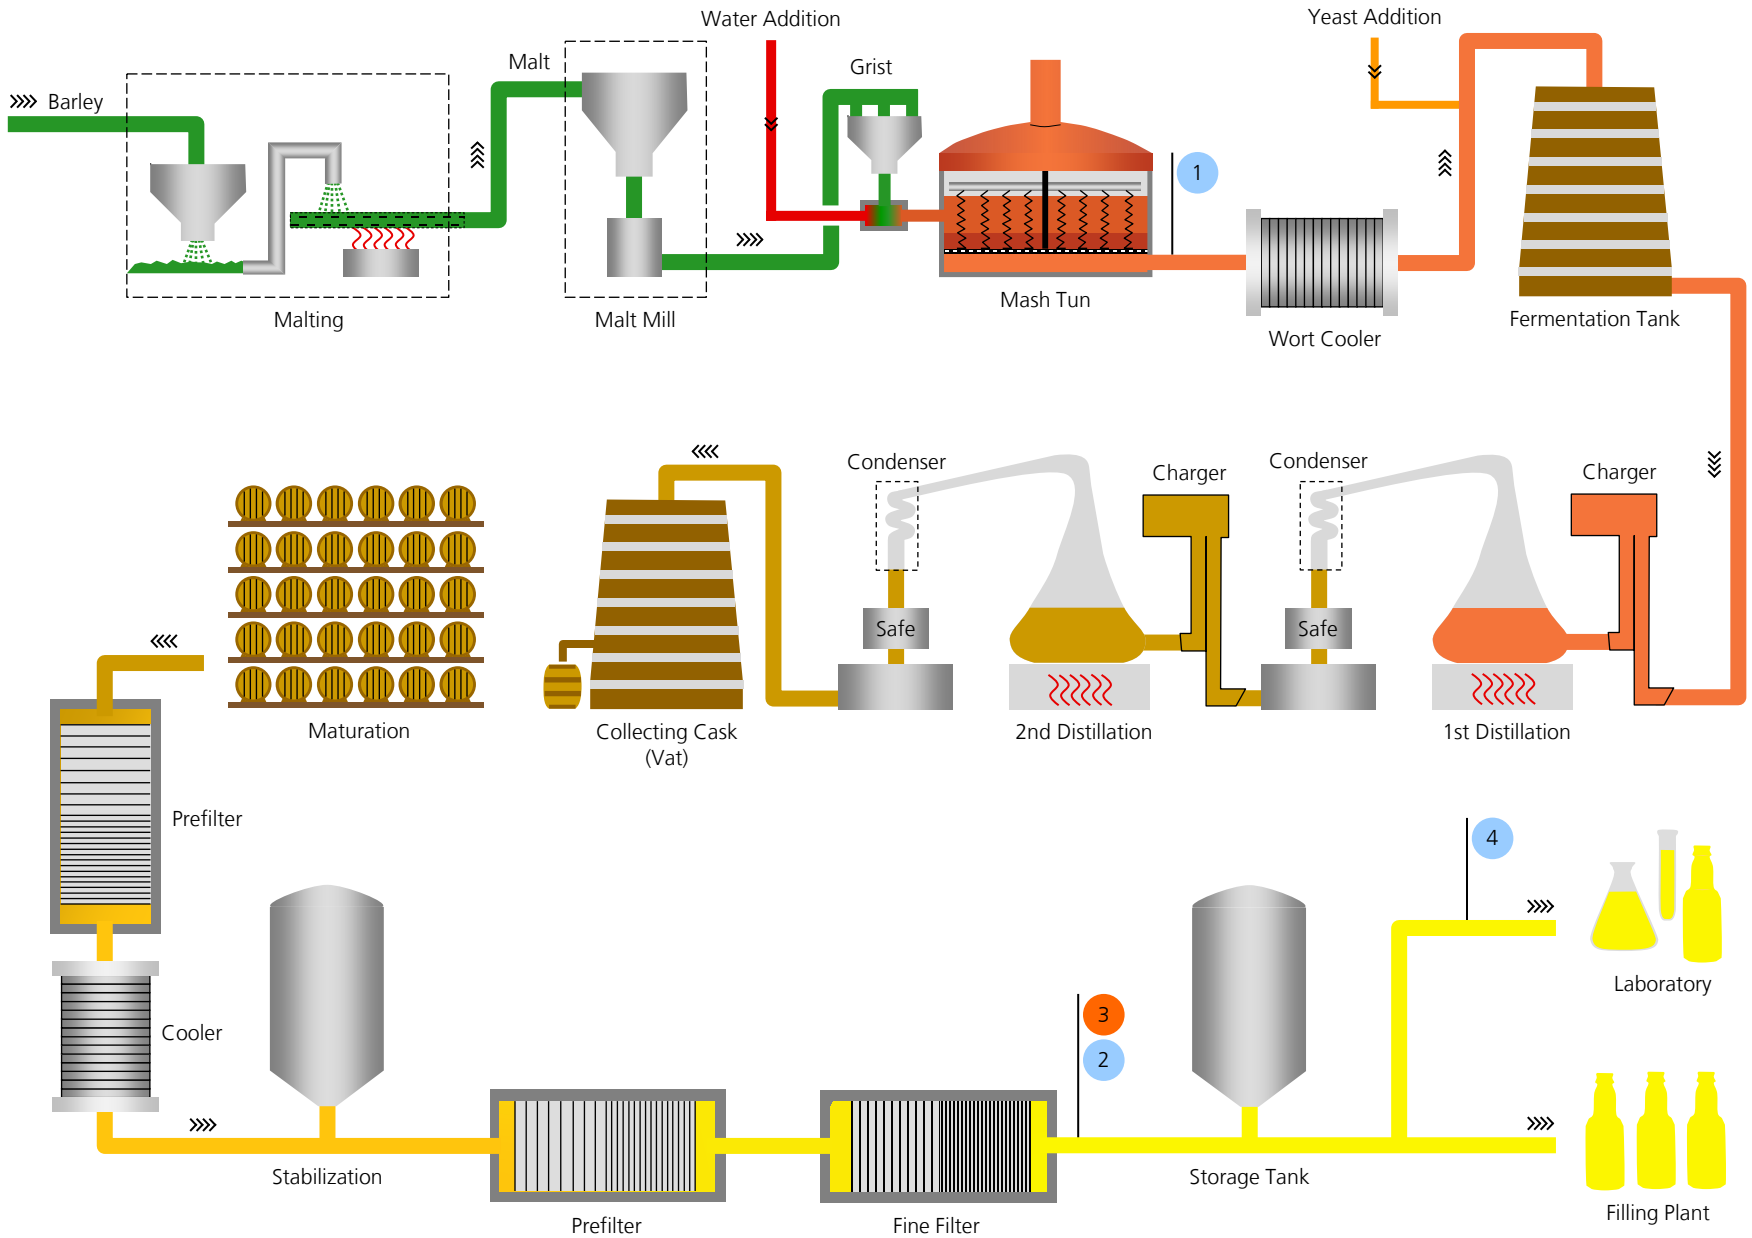 Water Addition
Yeast Addition
Malt
Grist
Barley
1
Malting
Malt Mill
Mash Tun
Wort Cooler
Fermentation Tank
Condenser
Charger
Condenser
Charger
Safe
Safe
Maturation
Collecting Cask
(Vat)
2nd Distillation
1st Distillation
Prefilter
4
Laboratory
Cooler
3
2
Stabilization
Storage Tank
Prefilter
Fine Filter
Filling Plant